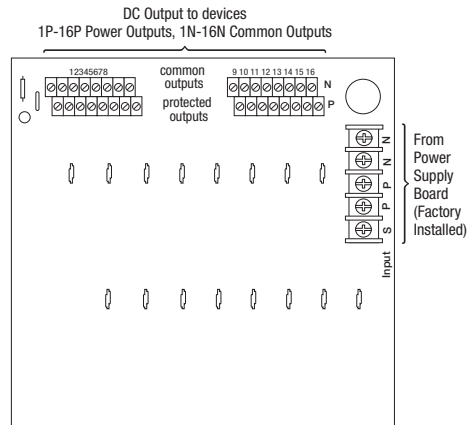 DC Output to devices
1P-16P Power Outputs, 1N-16N Common Outputs
12345678
common
outputs
9 10 11 12 13 14 15 16
N
protected
outputs
P
N
N
P
P
S
Input
From
Power
Supply
Board
(Factory
Installed)